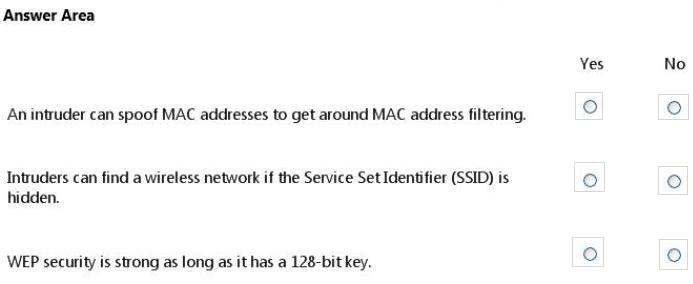 Answer Area
Yes No
An intruder can spoof MAC addresses to get around MAC address filtering.
Intruders can find a wireless network if the Service Set Identifier (SSID) is
hidden.
WEP security is strong as long as it has a 128-bit key.